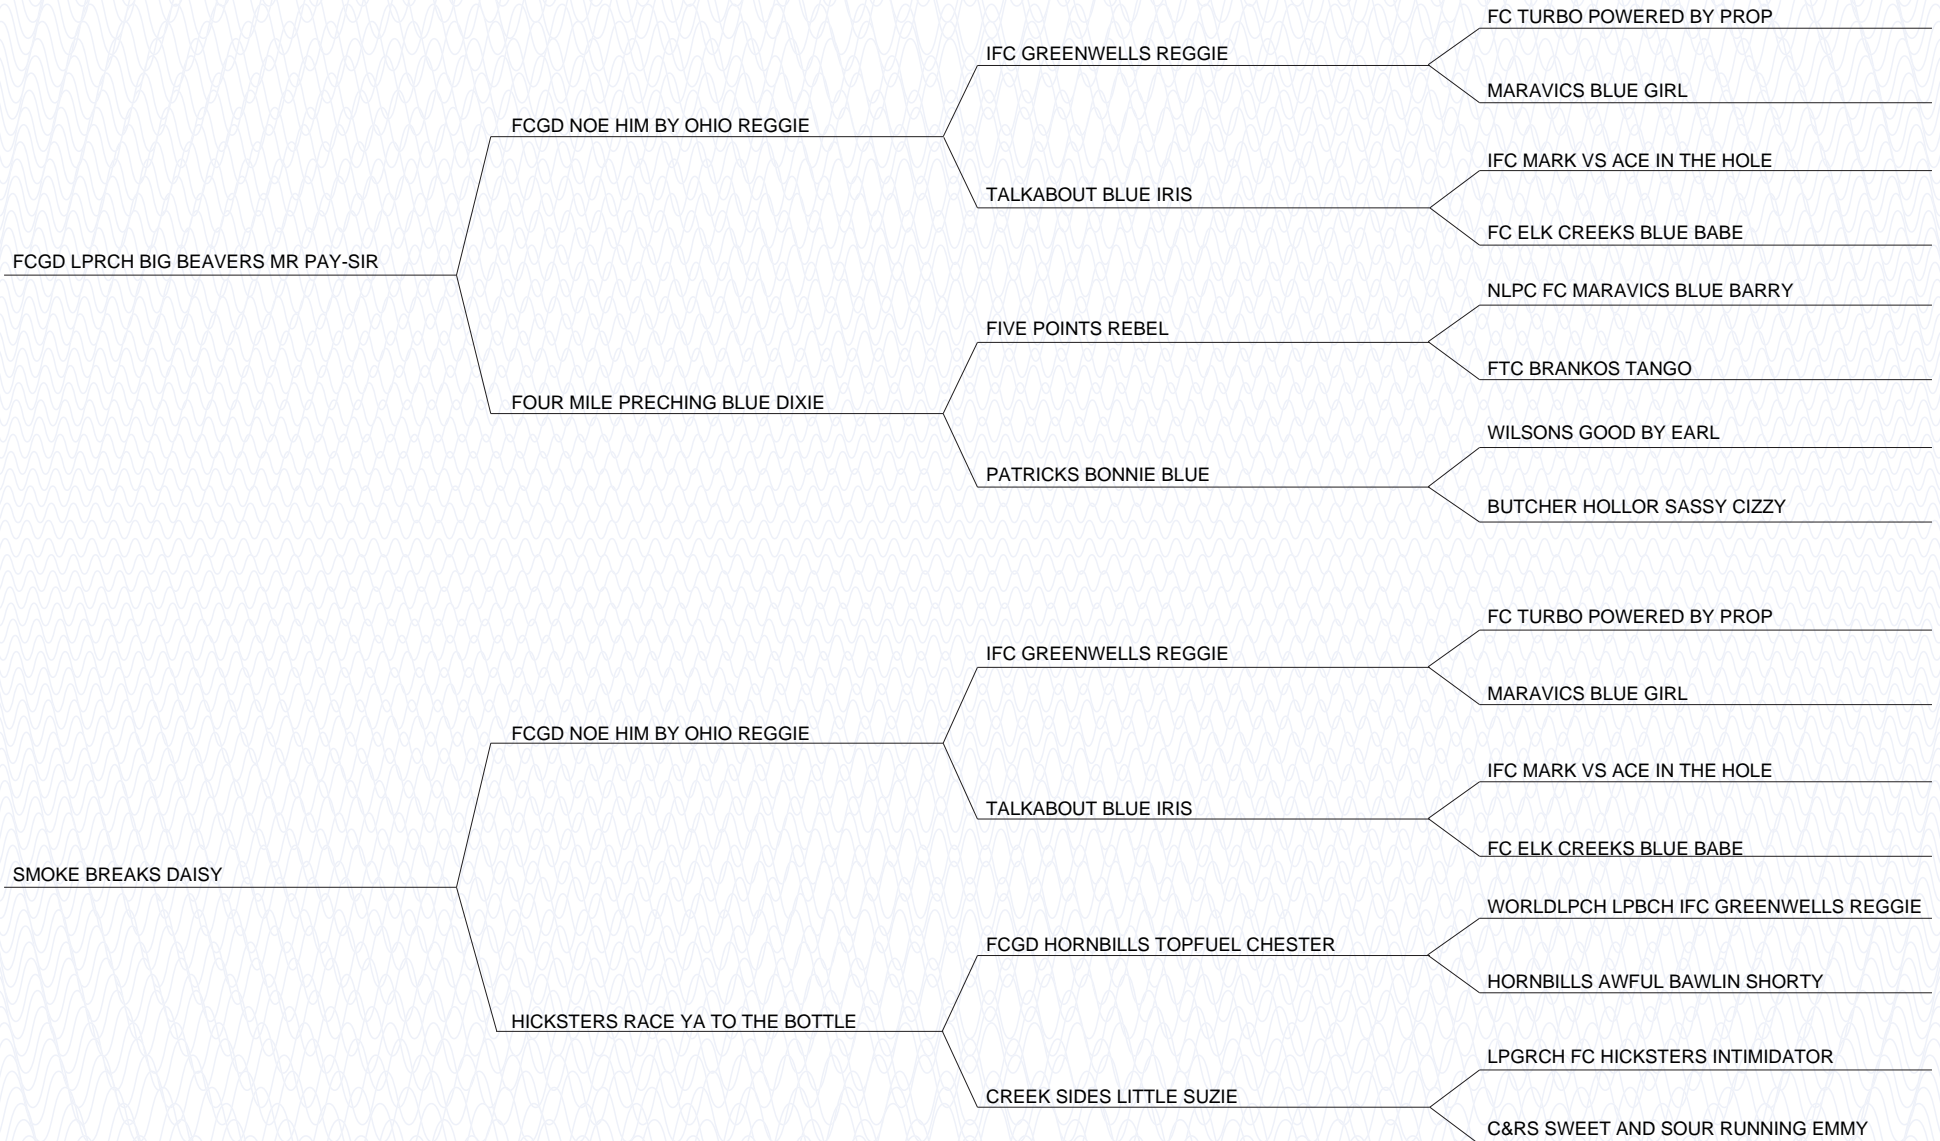 FC TURBO POWERED BY PROP
IFC GREENWELLS REGGIE
MARAVICS BLUE GIRL
FCGD NOE HIM BY OHIO REGGIE
IFC MARK VS ACE IN THE HOLE
TALKABOUT BLUE IRIS
FC ELK CREEKS BLUE BABE
FCGD LPRCH BIG BEAVERS MR PAY-SIR
NLPC FC MARAVICS BLUE BARRY
FIVE POINTS REBEL
FTC BRANKOS TANGO
FOUR MILE PRECHING BLUE DIXIE
WILSONS GOOD BY EARL
PATRICKS BONNIE BLUE
BUTCHER HOLLOR SASSY CIZZY
FC TURBO POWERED BY PROP
IFC GREENWELLS REGGIE
MARAVICS BLUE GIRL
FCGD NOE HIM BY OHIO REGGIE
IFC MARK VS ACE IN THE HOLE
TALKABOUT BLUE IRIS
FC ELK CREEKS BLUE BABE
SMOKE BREAKS DAISY
WORLDLPCH LPBCH IFC GREENWELLS REGGIE
FCGD HORNBILLS TOPFUEL CHESTER
HORNBILLS AWFUL BAWLIN SHORTY
HICKSTERS RACE YA TO THE BOTTLE
LPGRCH FC HICKSTERS INTIMIDATOR
CREEK SIDES LITTLE SUZIE
C&RS SWEET AND SOUR RUNNING EMMY